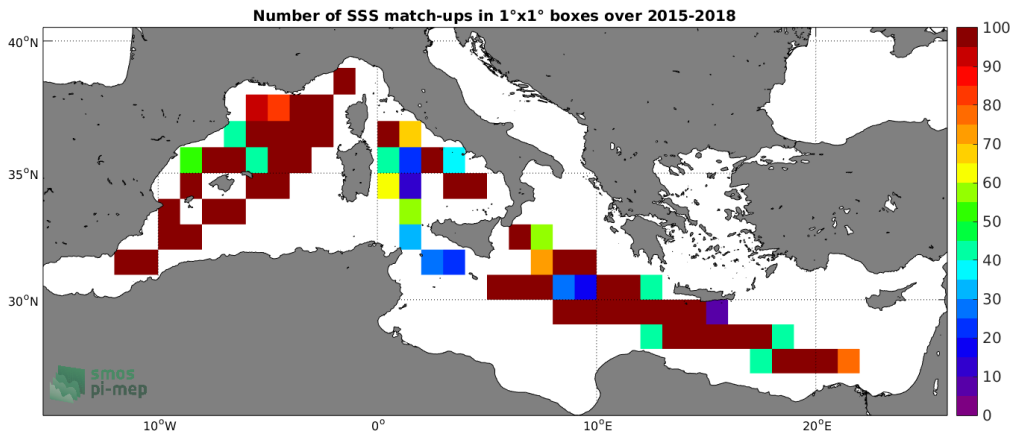 Number of SSS match-ups in 1°x1° boxes over 2015-2018
40°N
35°N
30°N
10°W
0°
10°E
20°E
100
90
80
70
60
50
40
30
20
10
0
smos
pi-mep